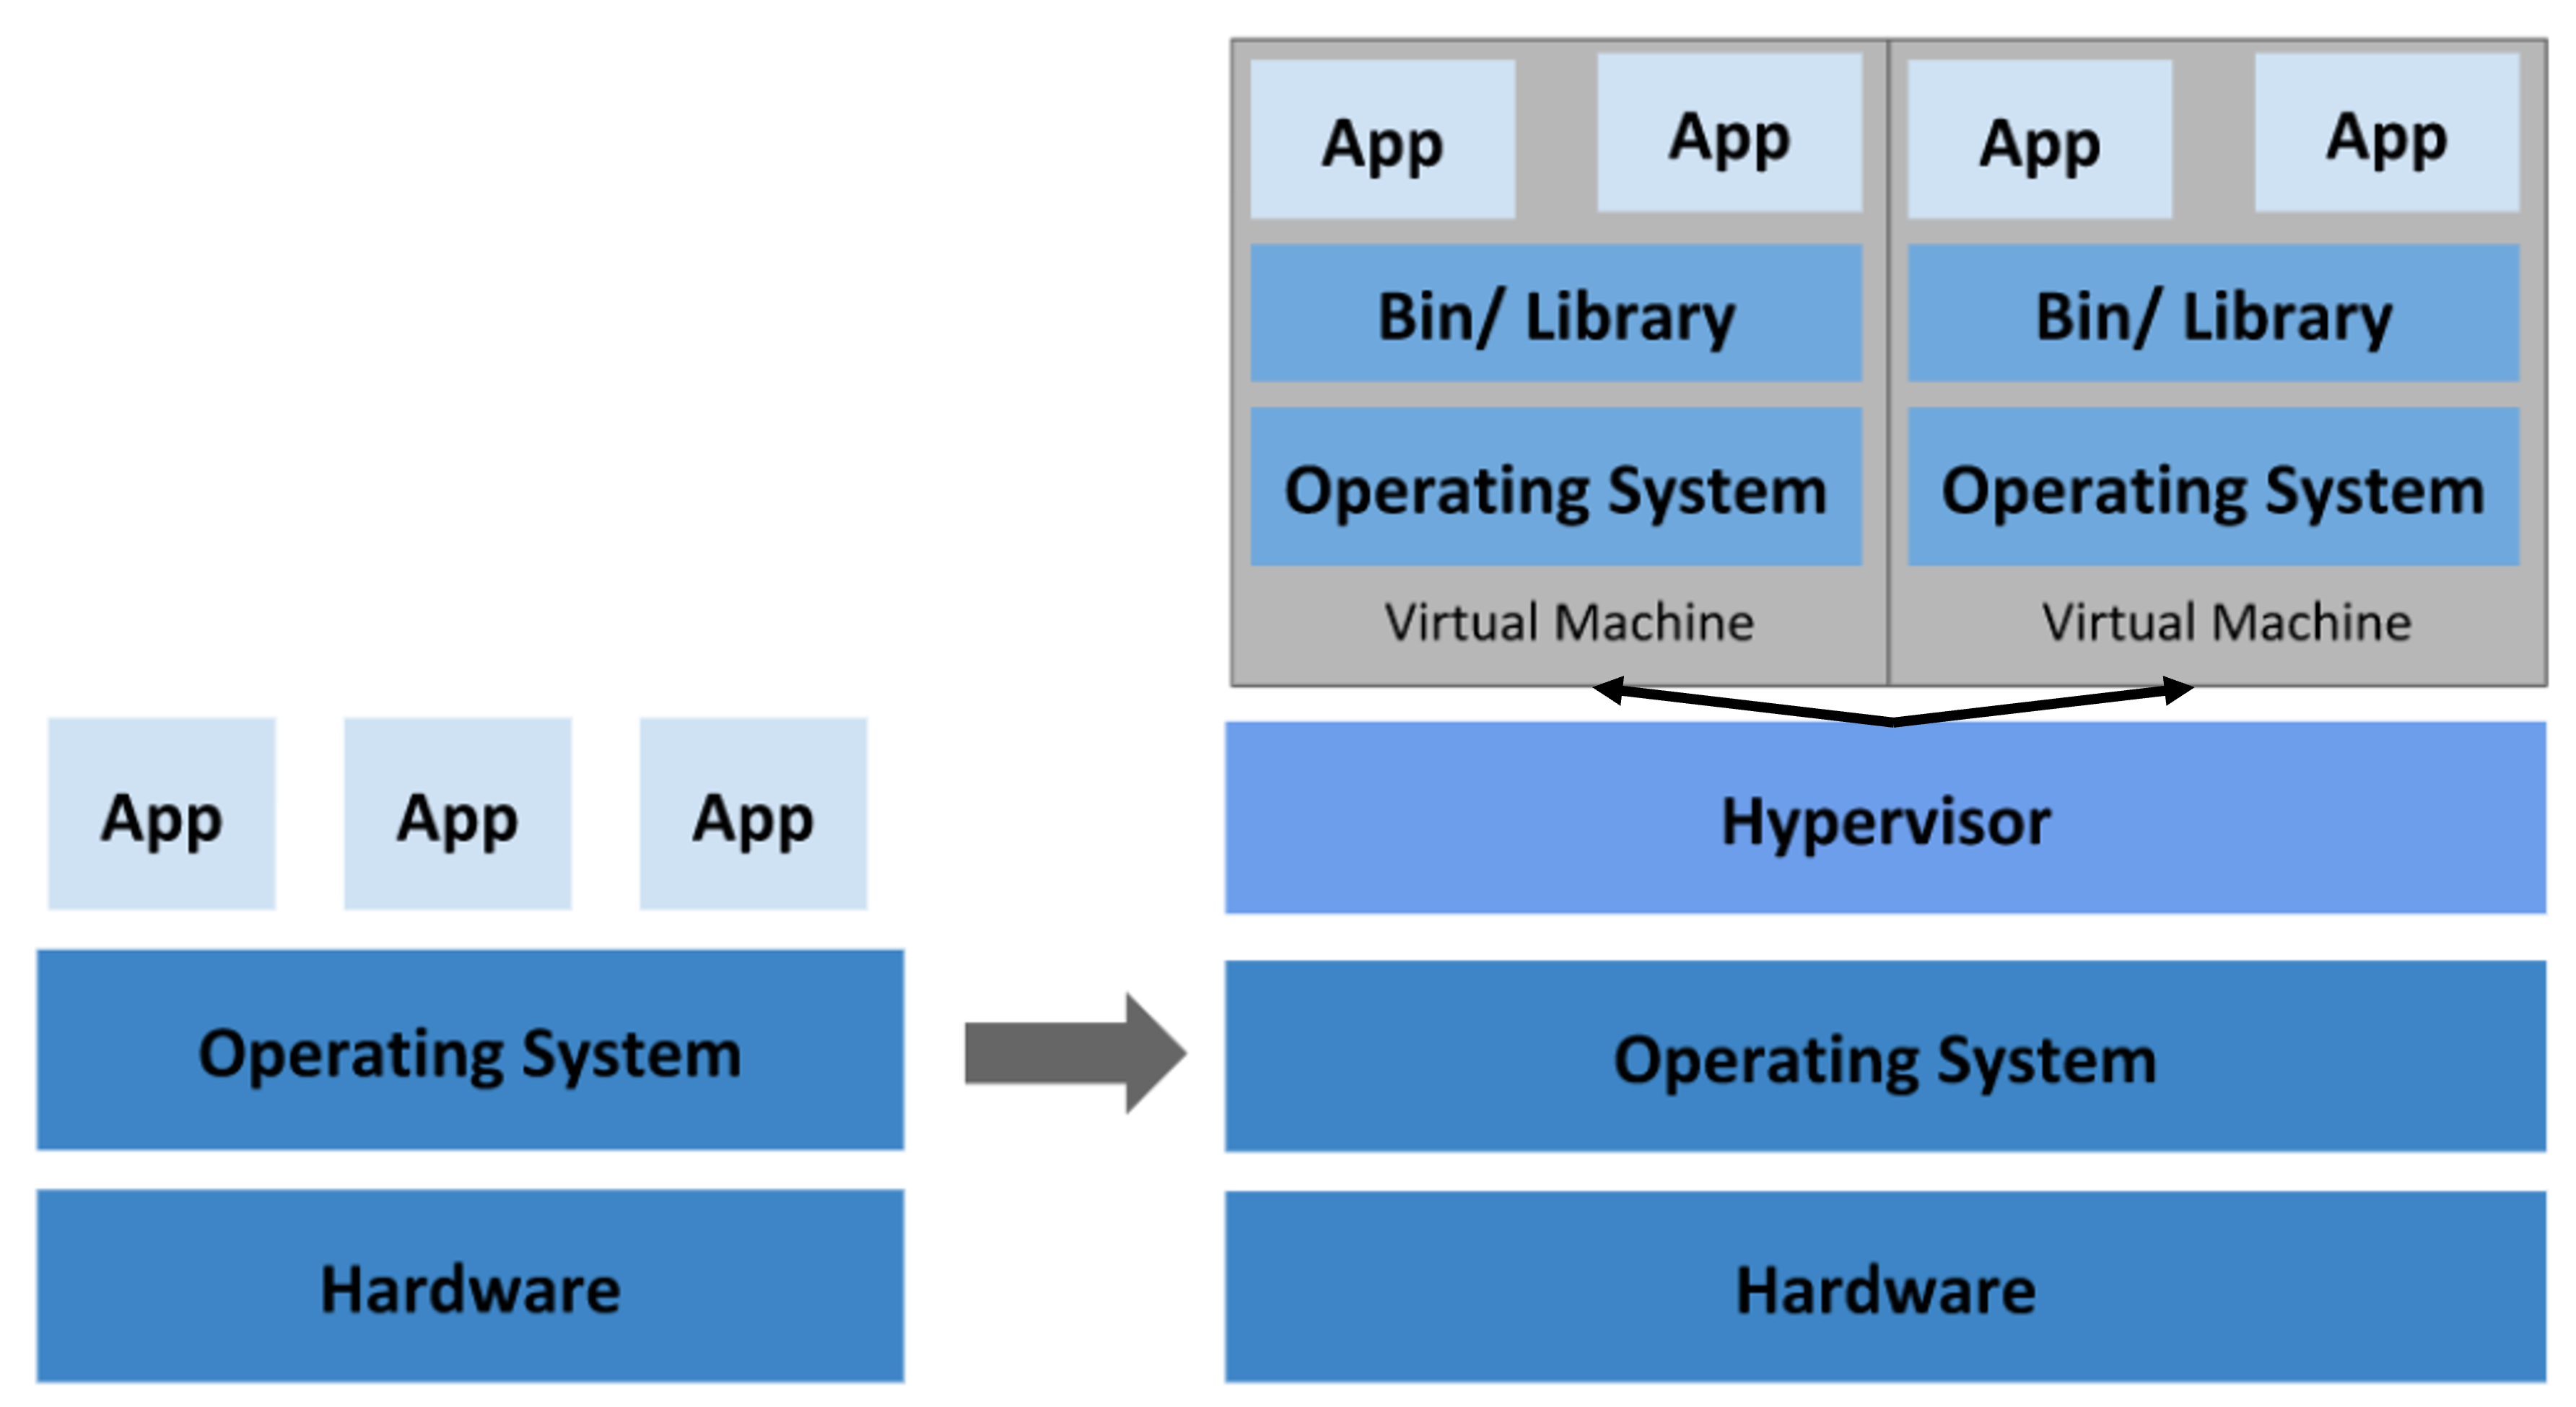 App
App
App
Operating System
Hardware
App
App
App
App
Bin/ Library
Bin/ Library
Operating System
Operating System
Virtual Machine
Virtual Machine
Hypervisor
Operating System
Hardware